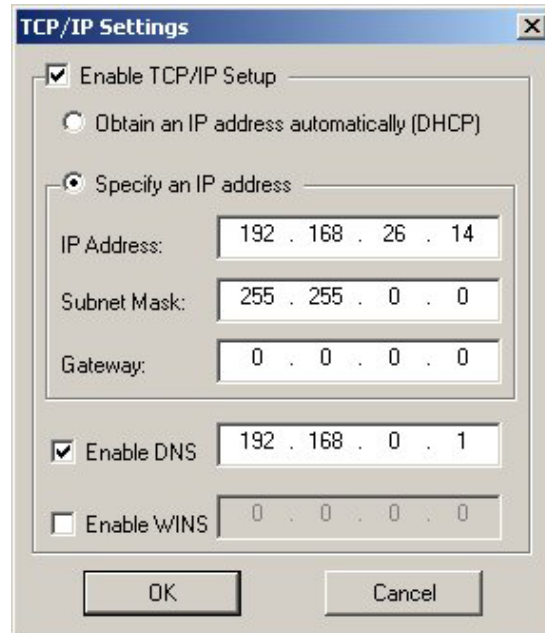 TCP/IP Settings
Enable TCP/IP Setup
Obtain an IP address automatically (DHCP)
Specify an IP address
IP Address: 192 . 168 . 26 . 14
Subnet Mask: 255 . 255 . 0 . 0
Gateway: 0 . 0 . 0 . 0
Enable DNS 192 . 168 . 0 . 1
Enable WINS 0 . 0 . 0 . 0
OK Cancel